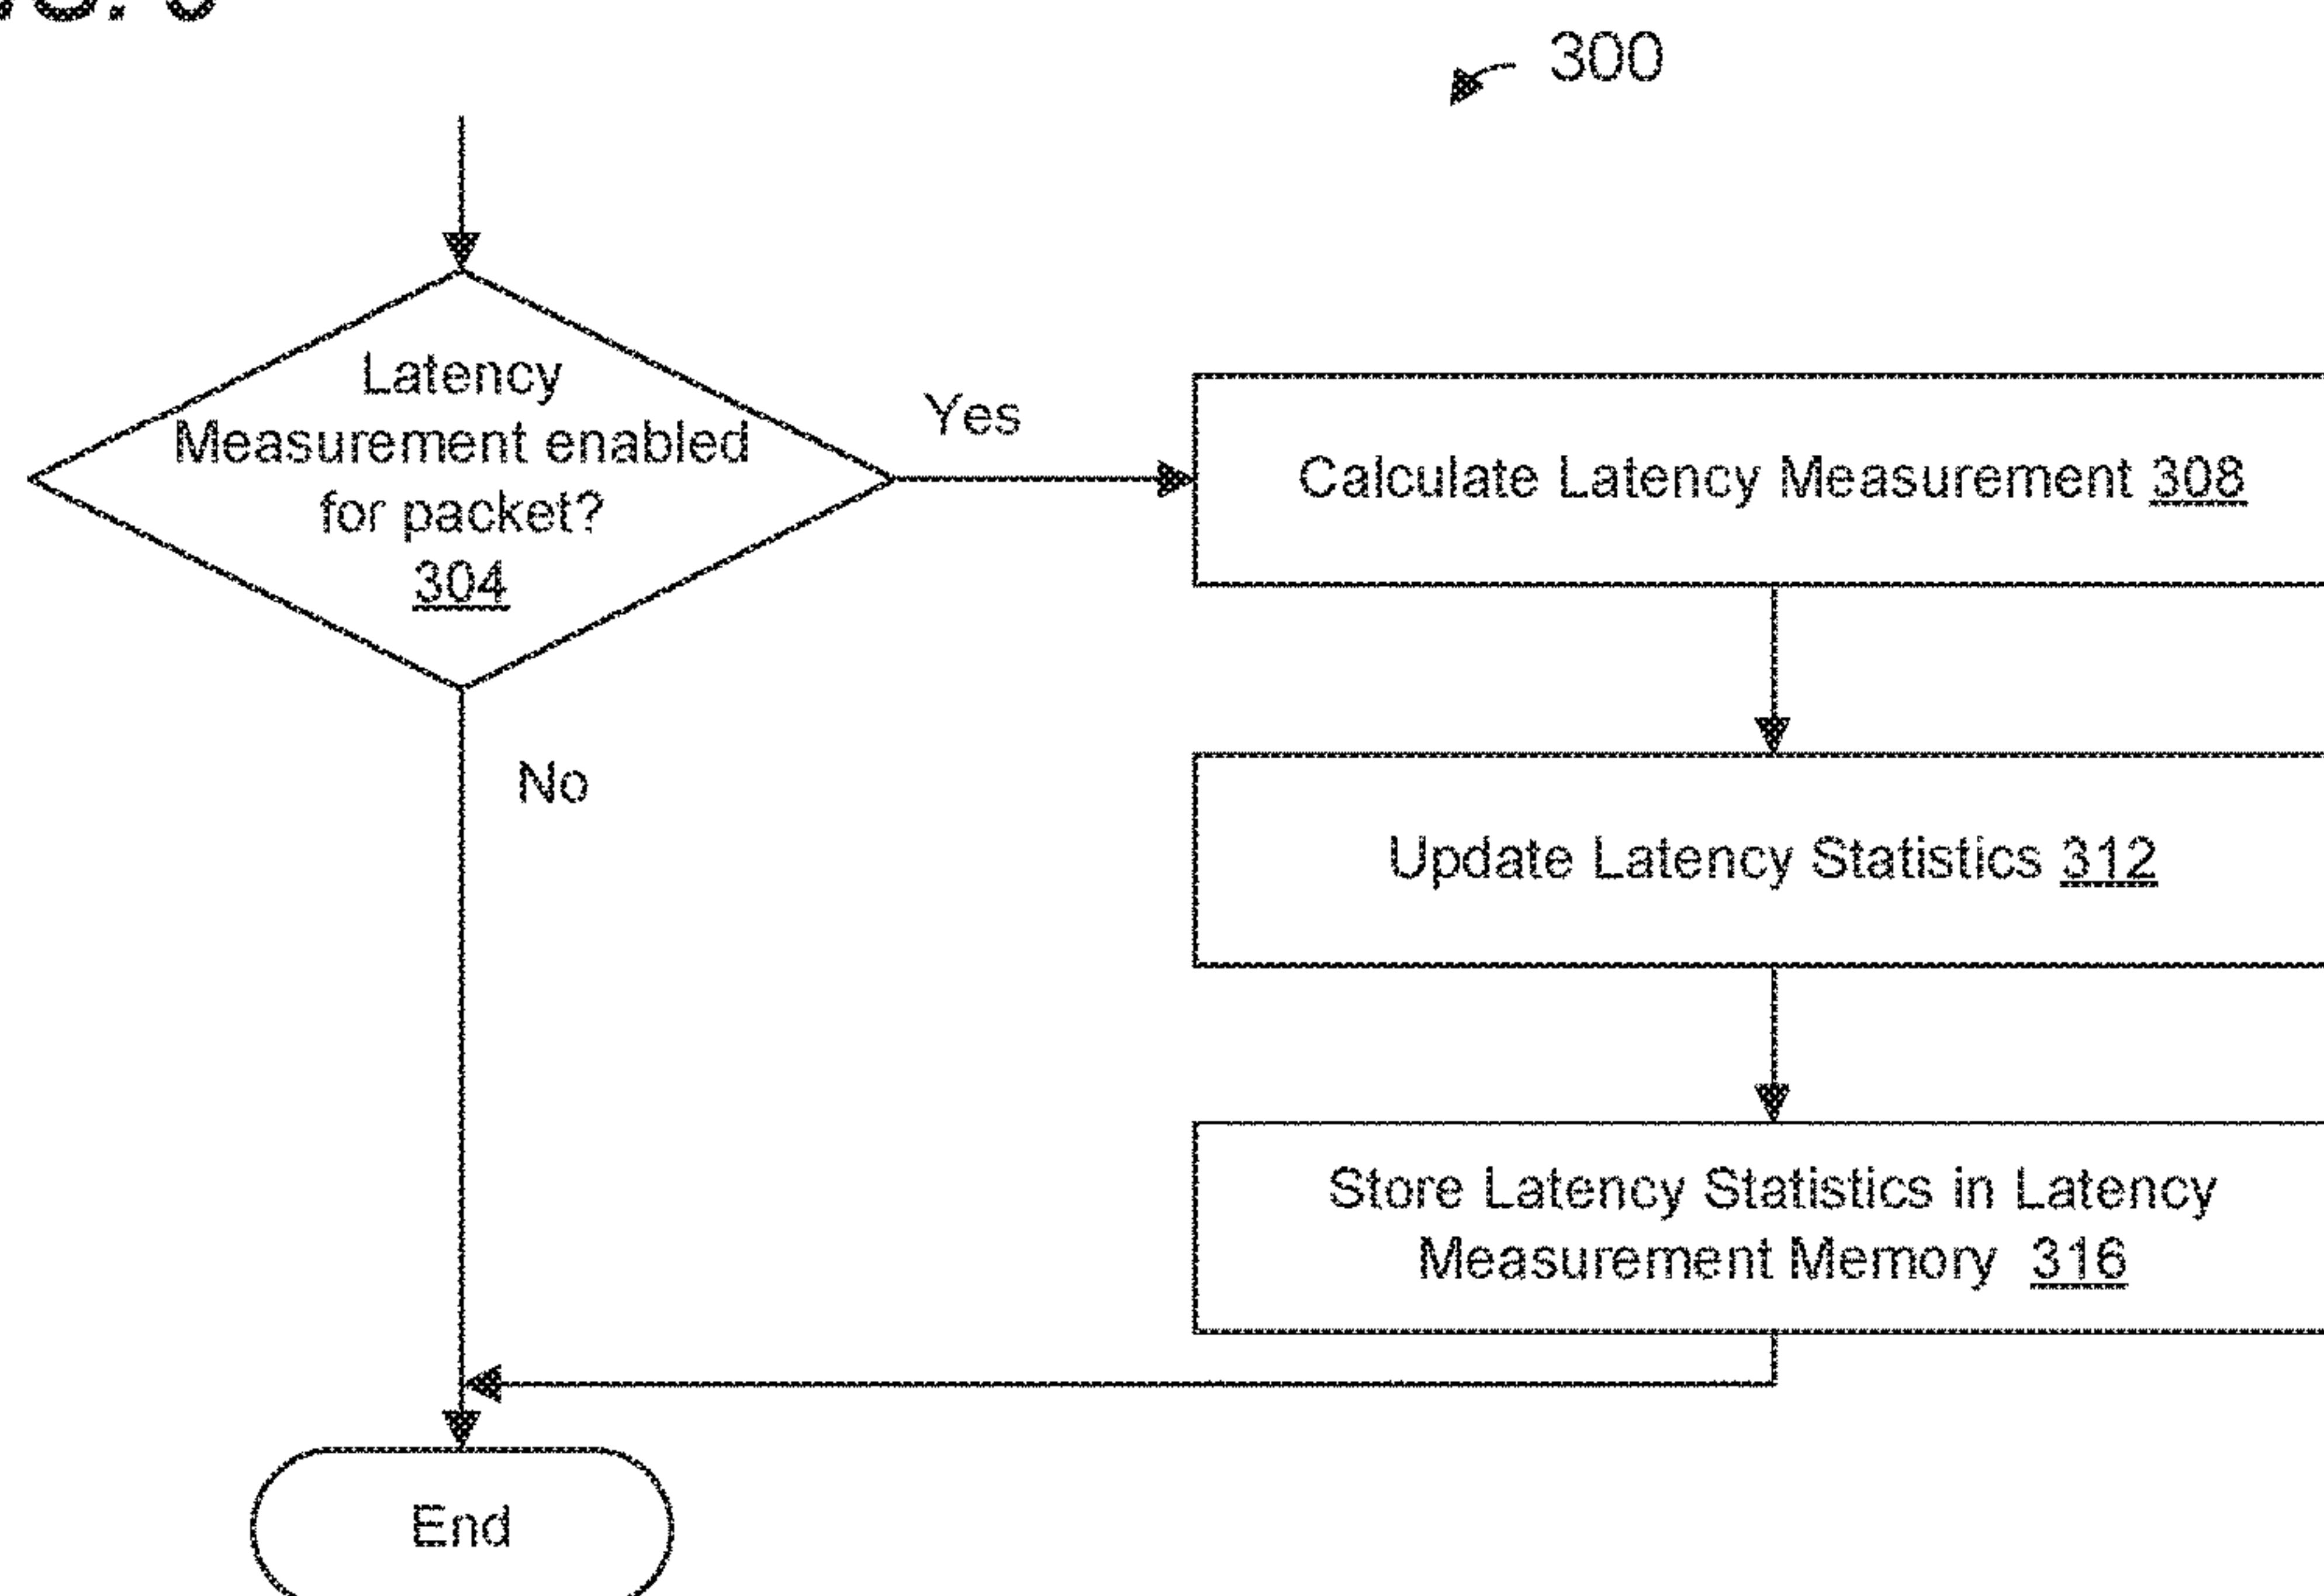 300
Latency
Measurement enabled
for packet?
304
Yes
No
Calculate Latency Measurement 308
Update Latency Statistics 312
Store Latency Statistics in Latency
Measurement Memory 316
End